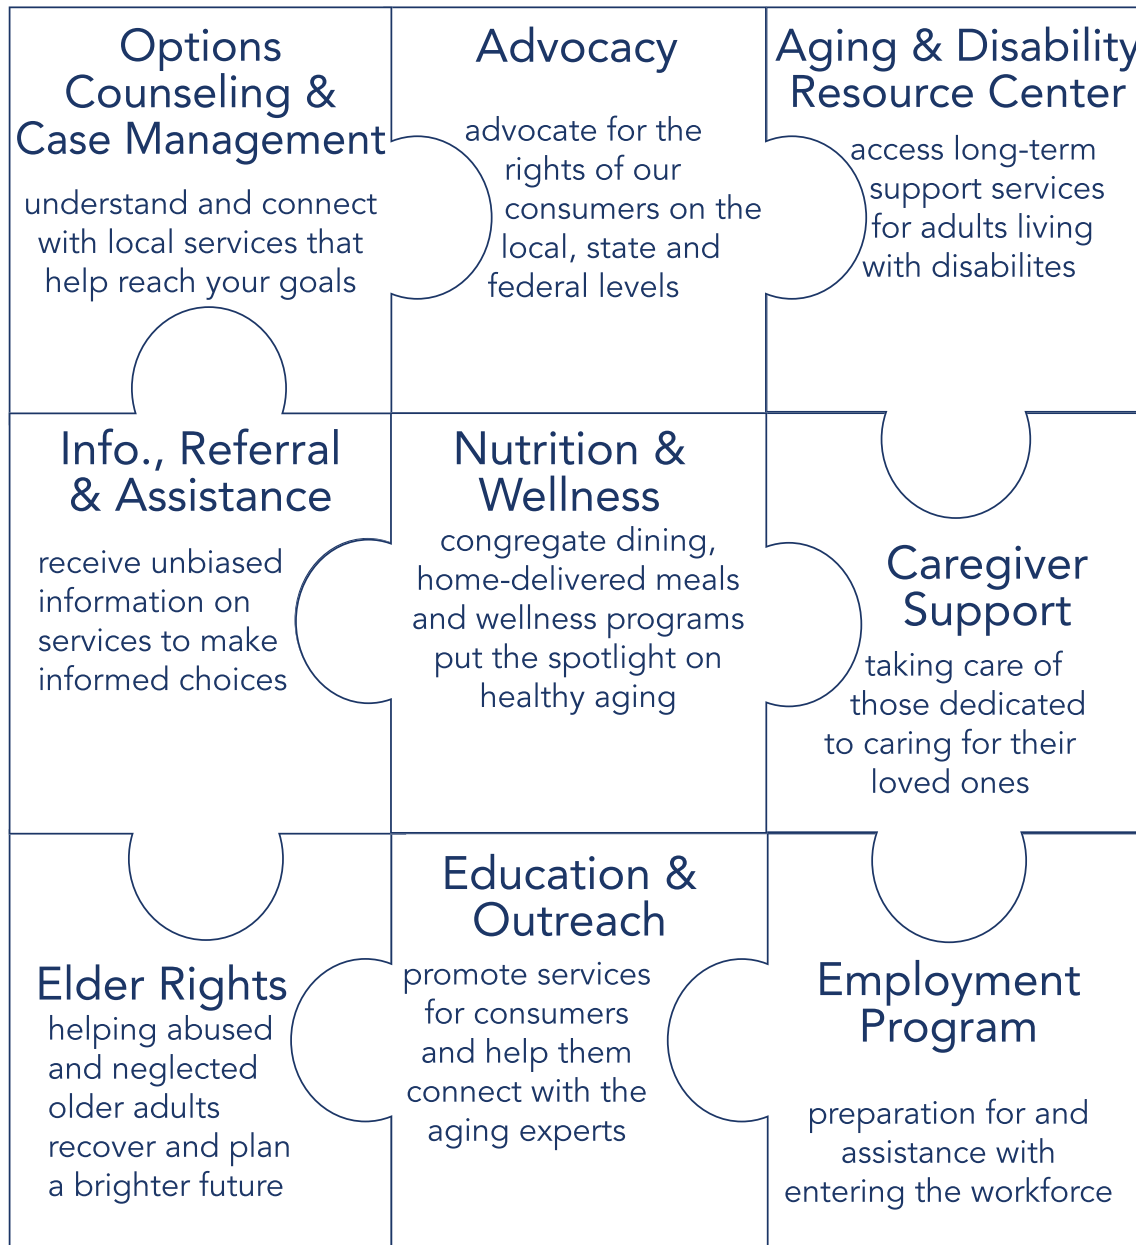 Options
Counseling &
Case Management
understand and connect
with local services that
help reach your goals
Advocacy
advocate for the
rights of our
consumers on the
local, state and
federal levels
Aging & Disability
Resource Center
access long-term
support services
for adults living
with disabilites
Info., Referral
& Assistance
receive unbiased
information on
services to make
informed choices
Nutrition &
Wellness
congregate dining,
home-delivered meals
and wellness programs
put the spotlight on
healthy aging
Caregiver
Support
taking care of
those dedicated
to caring for their
loved ones
Elder Rights
helping abused
and neglected
older adults
recover and plan
a brighter future
Education &
Outreach
promote services
for consumers
and help them
connect with the
aging experts
Employment
Program
preparation for and
assistance with
entering the workforce